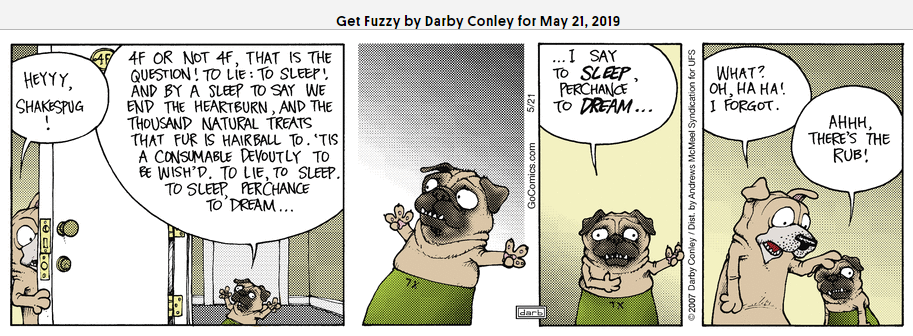 Get Fuzzy by Darby Conley for May 21, 2019
HEYYY,
SHAKESPUG
!
4F
4F OR NOT 4F, THAT IS THE
QUESTION! TO LIE: TO SLEEP!
AND BY A SLEEP TO SAY WE
END THE HEARTBURN, AND THE
THOUSAND NATURAL TREATS
THAT FUR IS HAIRBALL TO. 'TIS
A CONSUMABLE DEVOUTLY TO
BE WISH'D. TO LIE, TO SLEEP.
TO SLEEP, PERCHANCE
TO DREAM...
GoComics.com 5/21
darb
...I SAY
TO SLEEP,
PERCHANCE
TO DREAM...
© 2007 Darby Conley / Dist. by Andrews McMeel Syndication for UFS
WHAT?
OH, HA HA!
I FORGOT.
AHHH,
THERE'S THE
RUB!